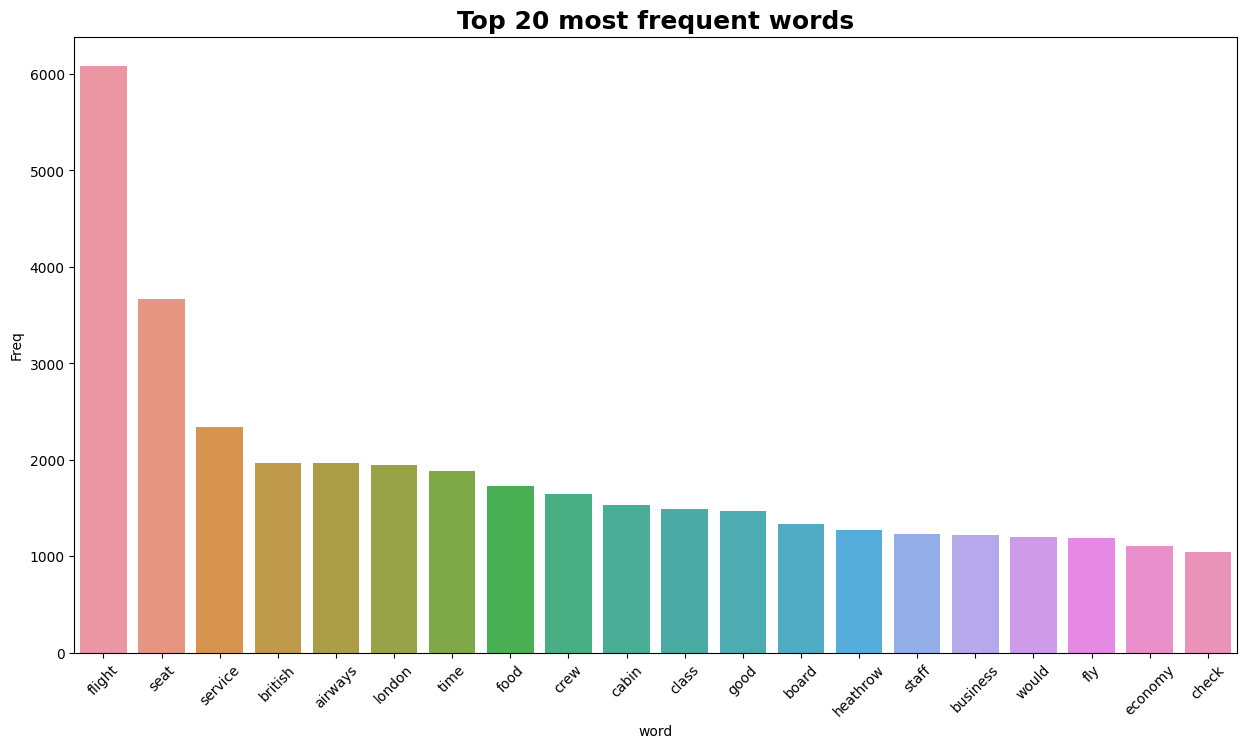 Top 20 most frequent words
Freq
6000
5000
4000
3000
2000
1000
0
flight
seat
service
british
airways
london
time
food
crew
cabin
class
good
board
heathrow
staff
business
would
fly
economy
check
word